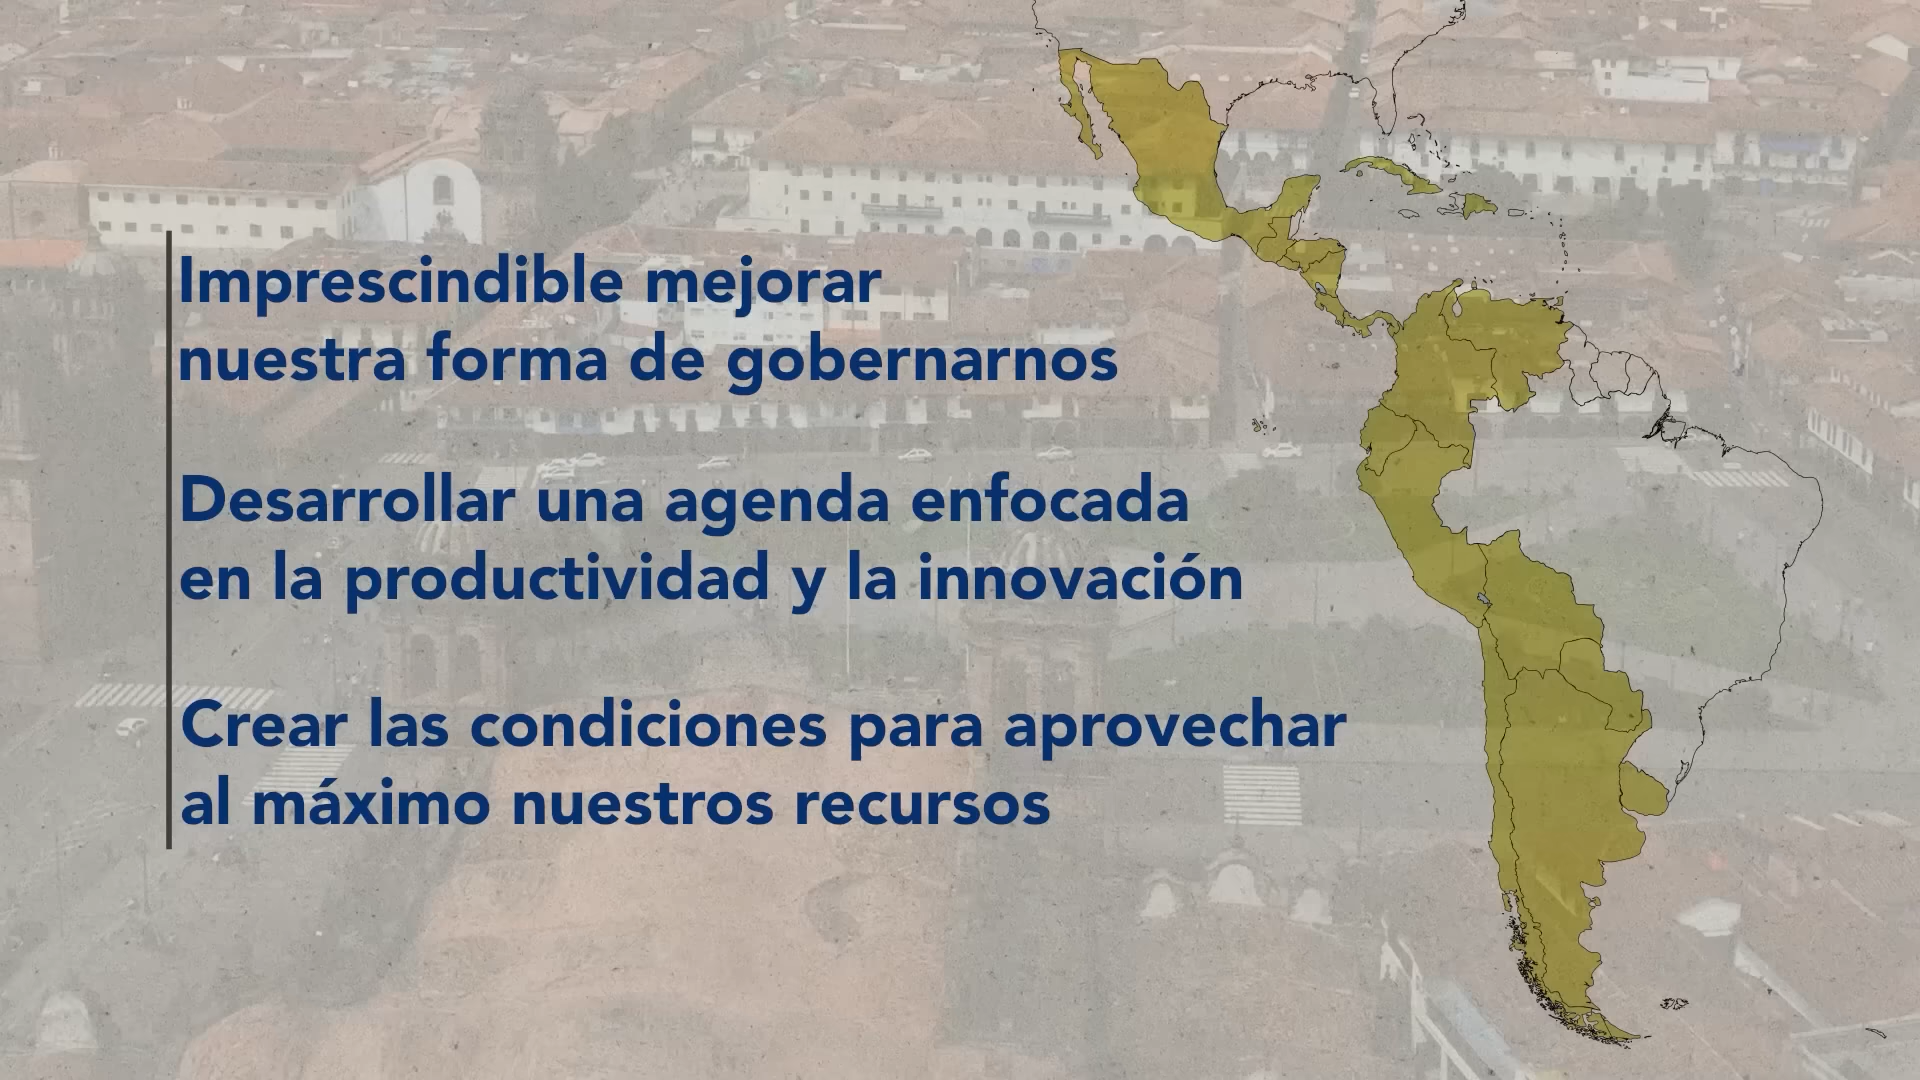 Imprescindible mejorar
nuestra forma de gobernarnos
Desarrollar una agenda enfocada
en la productividad y la innovación
Crear las condiciones para aprovechar
al máximo nuestros recursos